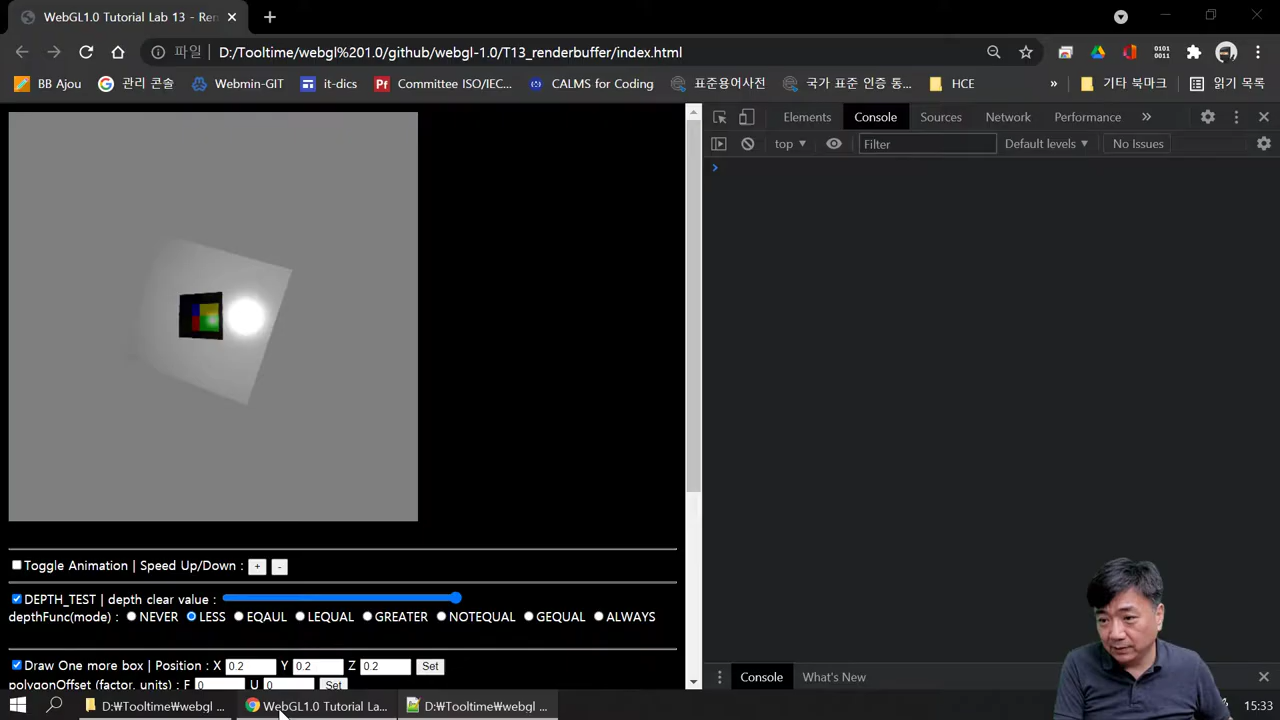 WebGL1.0 Tutorial Lab 13 - Ren
파일 D:/Tooltime/webgl%201.0/github/webgl-1.0/T13_renderbuffer/index.html
0101
0011
BB Ajou 관리 콘솔 Webmin-GIT it-dics Committee ISO/IEC... CALMS for Coding 표준용어사전 국가 표준 인증 통... HCE » 기타 북마크 읽기 목록
Elements Console Sources Network Performance »
top Filter Default levels No Issues
Toggle Animation | Speed Up/Down : + -
DEPTH_TEST | depth clear value :
depthFunc(mode) : NEVER LESS EQAUL LEQUAL GREATER NOTEQUAL GEQUAL ALWAYS
Draw One more box | Position : X 0.2 Y 0.2 Z 0.2 Set
polygonOffset (factor, units) : F 0 U 0 Set
Console What's New
D:₩Tooltime₩webgl ... WebGL1.0 Tutorial La... D:₩Tooltime₩webgl ... 15:33